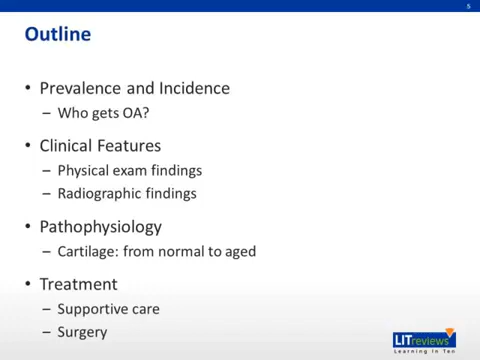 5
Outline
• Prevalence and Incidence
– Who gets OA?
• Clinical Features
– Physical exam findings
– Radiographic findings
• Pathophysiology
– Cartilage: from normal to aged
• Treatment
– Supportive care
– Surgery
LITreviews
Learning In Ten